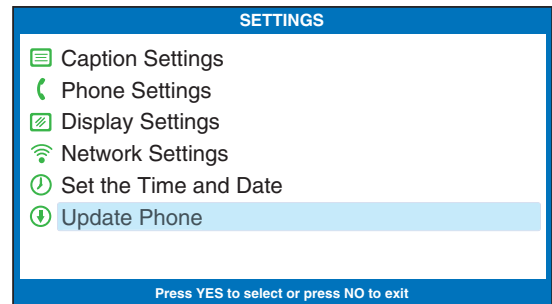 SETTINGS
Caption Settings
Phone Settings
Display Settings
Network Settings
Set the Time and Date
Update Phone
Press YES to select or press NO to exit